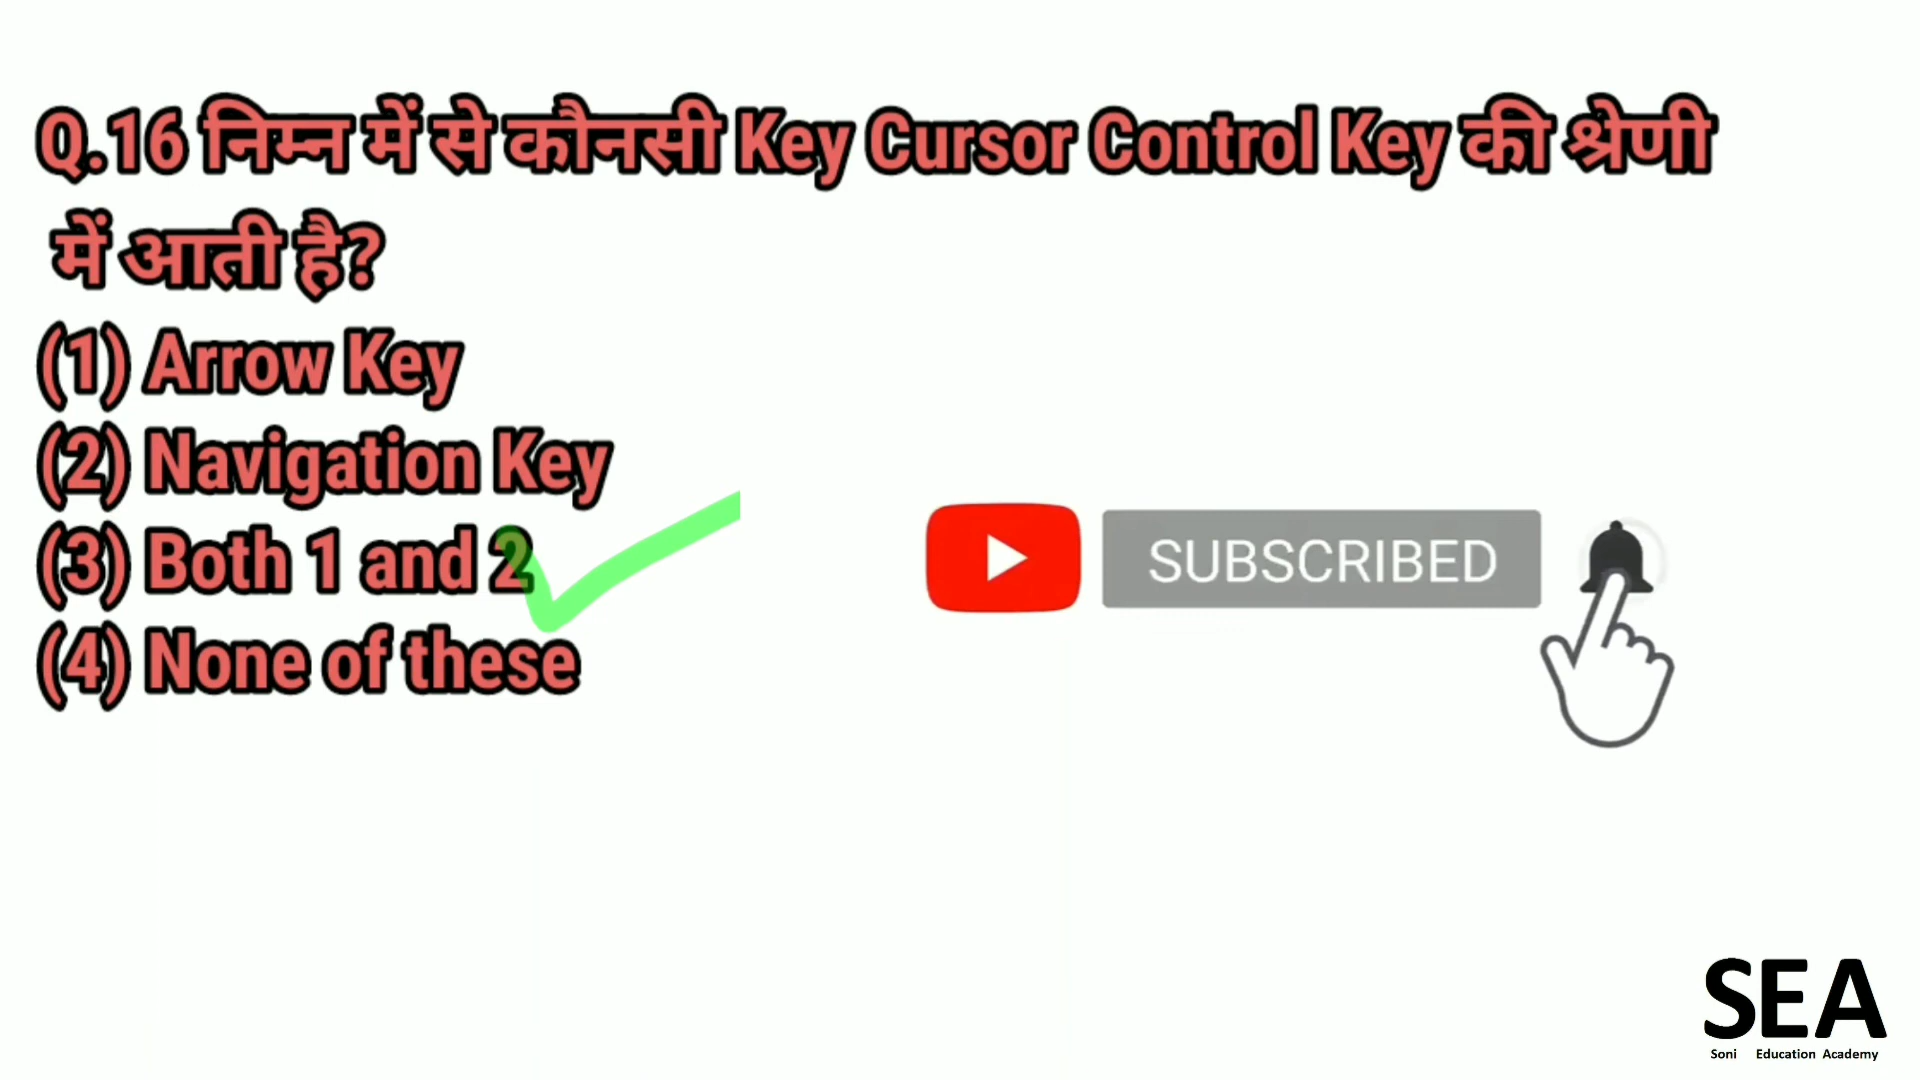 Q.16 निम्न में से कौनसी Key Cursor Control Key की श्रेणी
में आती है?
(1) Arrow Key
(2) Navigation Key
(3) Both 1 and 2
(4) None of these
SUBSCRIBED
SEA
Soni Education Academy